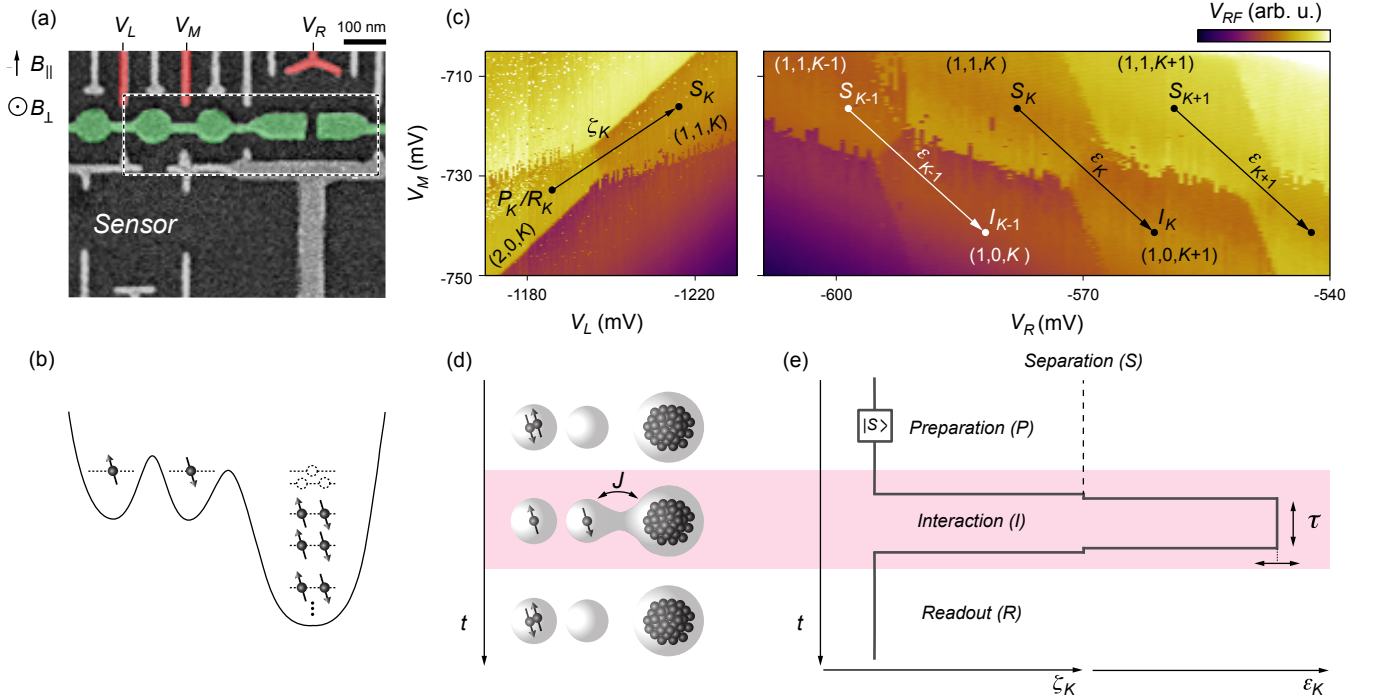 (a)
V_L
V_M
V_R
100 nm
B_||
B_⊥
Sensor
(c)
V_RF (arb. u.)
-710
-730
-750
V_M (mV)
S_K
ζ_K
(1,1,K)
P_K/R_K
(2,0,K)
-1180
-1220
V_L (mV)
(1,1,K-1)
(1,1,K)
(1,1,K+1)
S_K-1
S_K
S_K+1
ε_K-1
ε_K
ε_K+1
I_K-1
I_K
(1,0,K)
(1,0,K+1)
-600
-570
-540
V_R (mV)
(b)
(d)
J
t
(e)
Separation (S)
|S>
Preparation (P)
Interaction (I)
τ
Readout (R)
t
ζ_K
ε_K